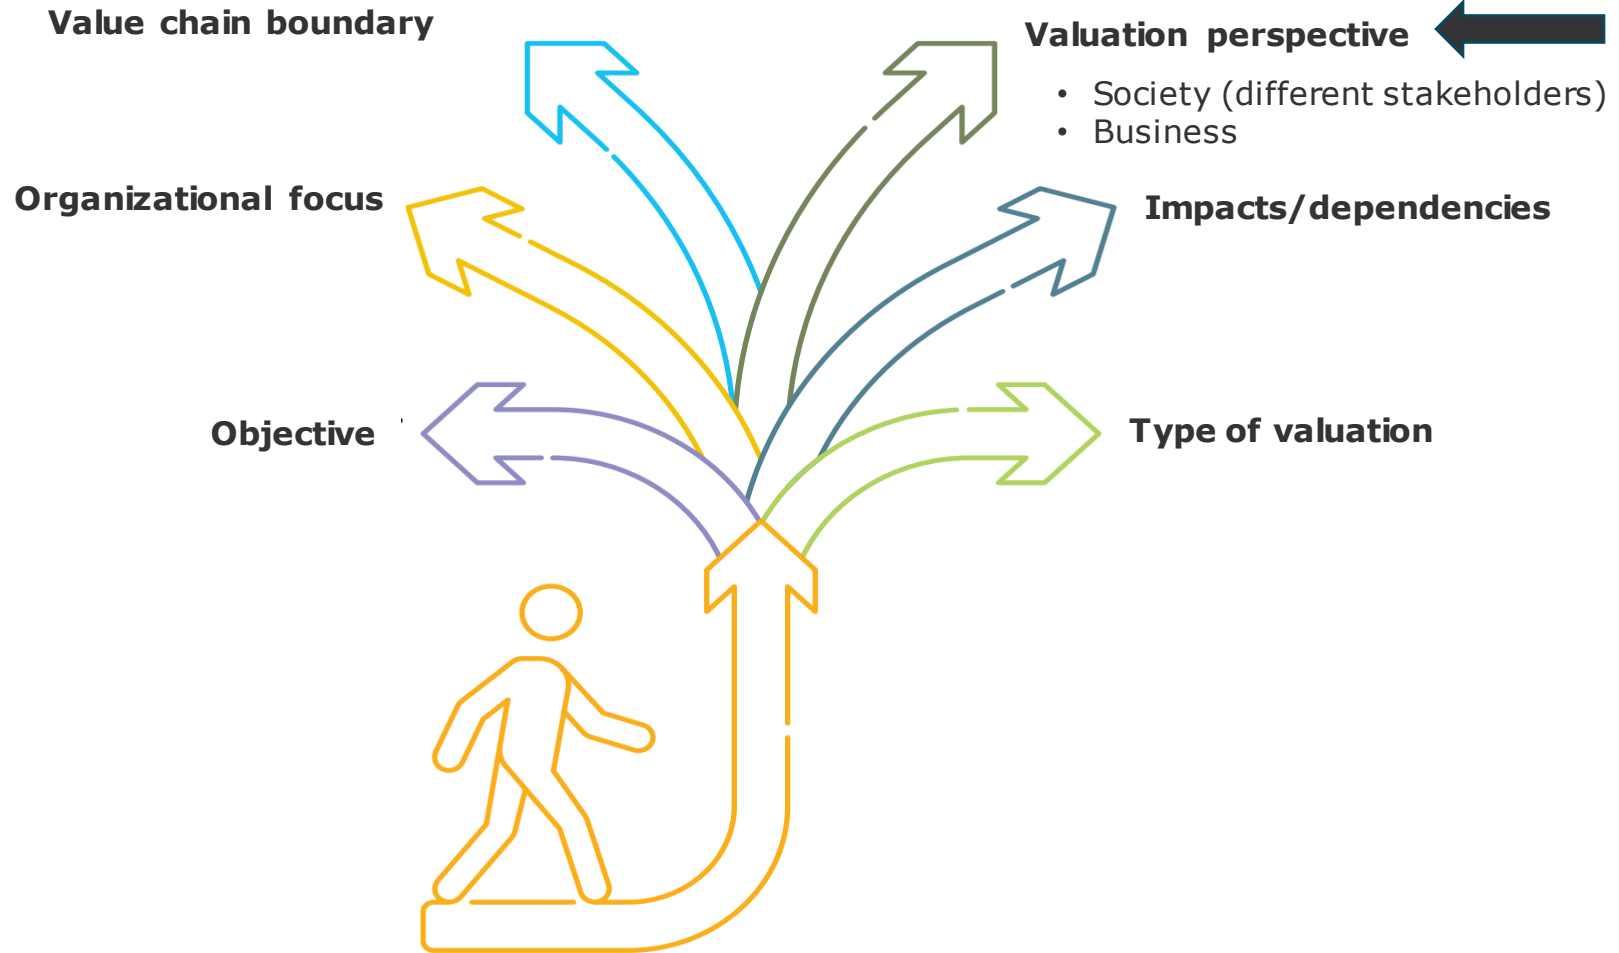 Value chain boundary
Valuation perspective
• Society (different stakeholders)
• Business
Organizational focus
Impacts/dependencies
Objective
Type of valuation